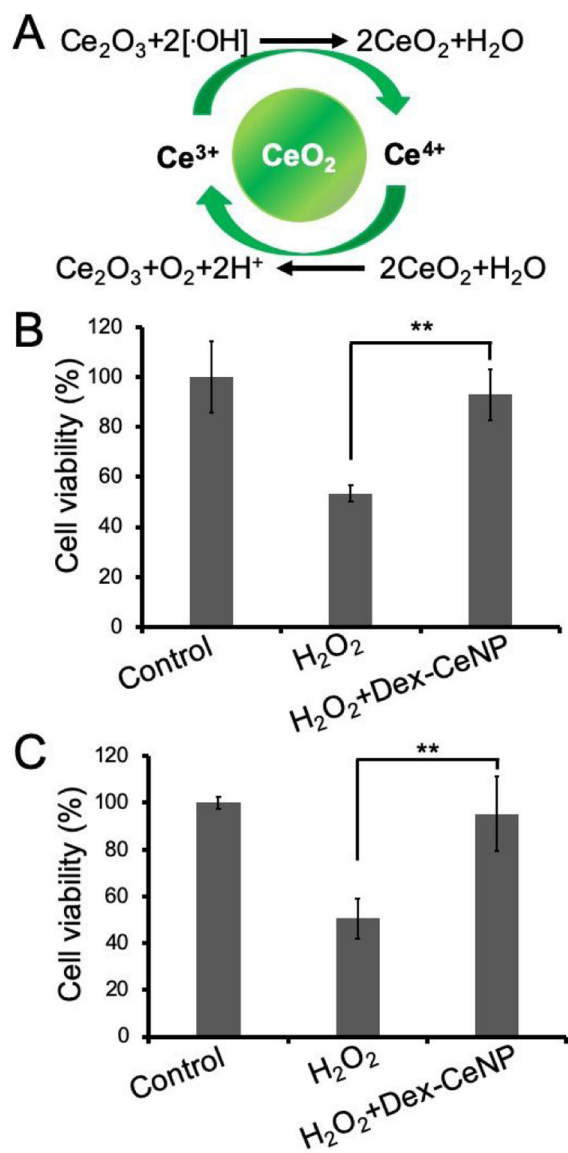 A
Ce₂O₃+2[·OH] → 2CeO₂+H₂O
Ce³⁺ CeO₂ Ce⁴⁺
Ce₂O₃+O₂+2H⁺ ← 2CeO₂+H₂O
B
Cell viability (%)
120
100
80
60
40
20
0
**
Control
H₂O₂
H₂O₂+Dex-CeNP
C
Cell viability (%)
120
100
80
60
40
20
0
**
Control
H₂O₂
H₂O₂+Dex-CeNP